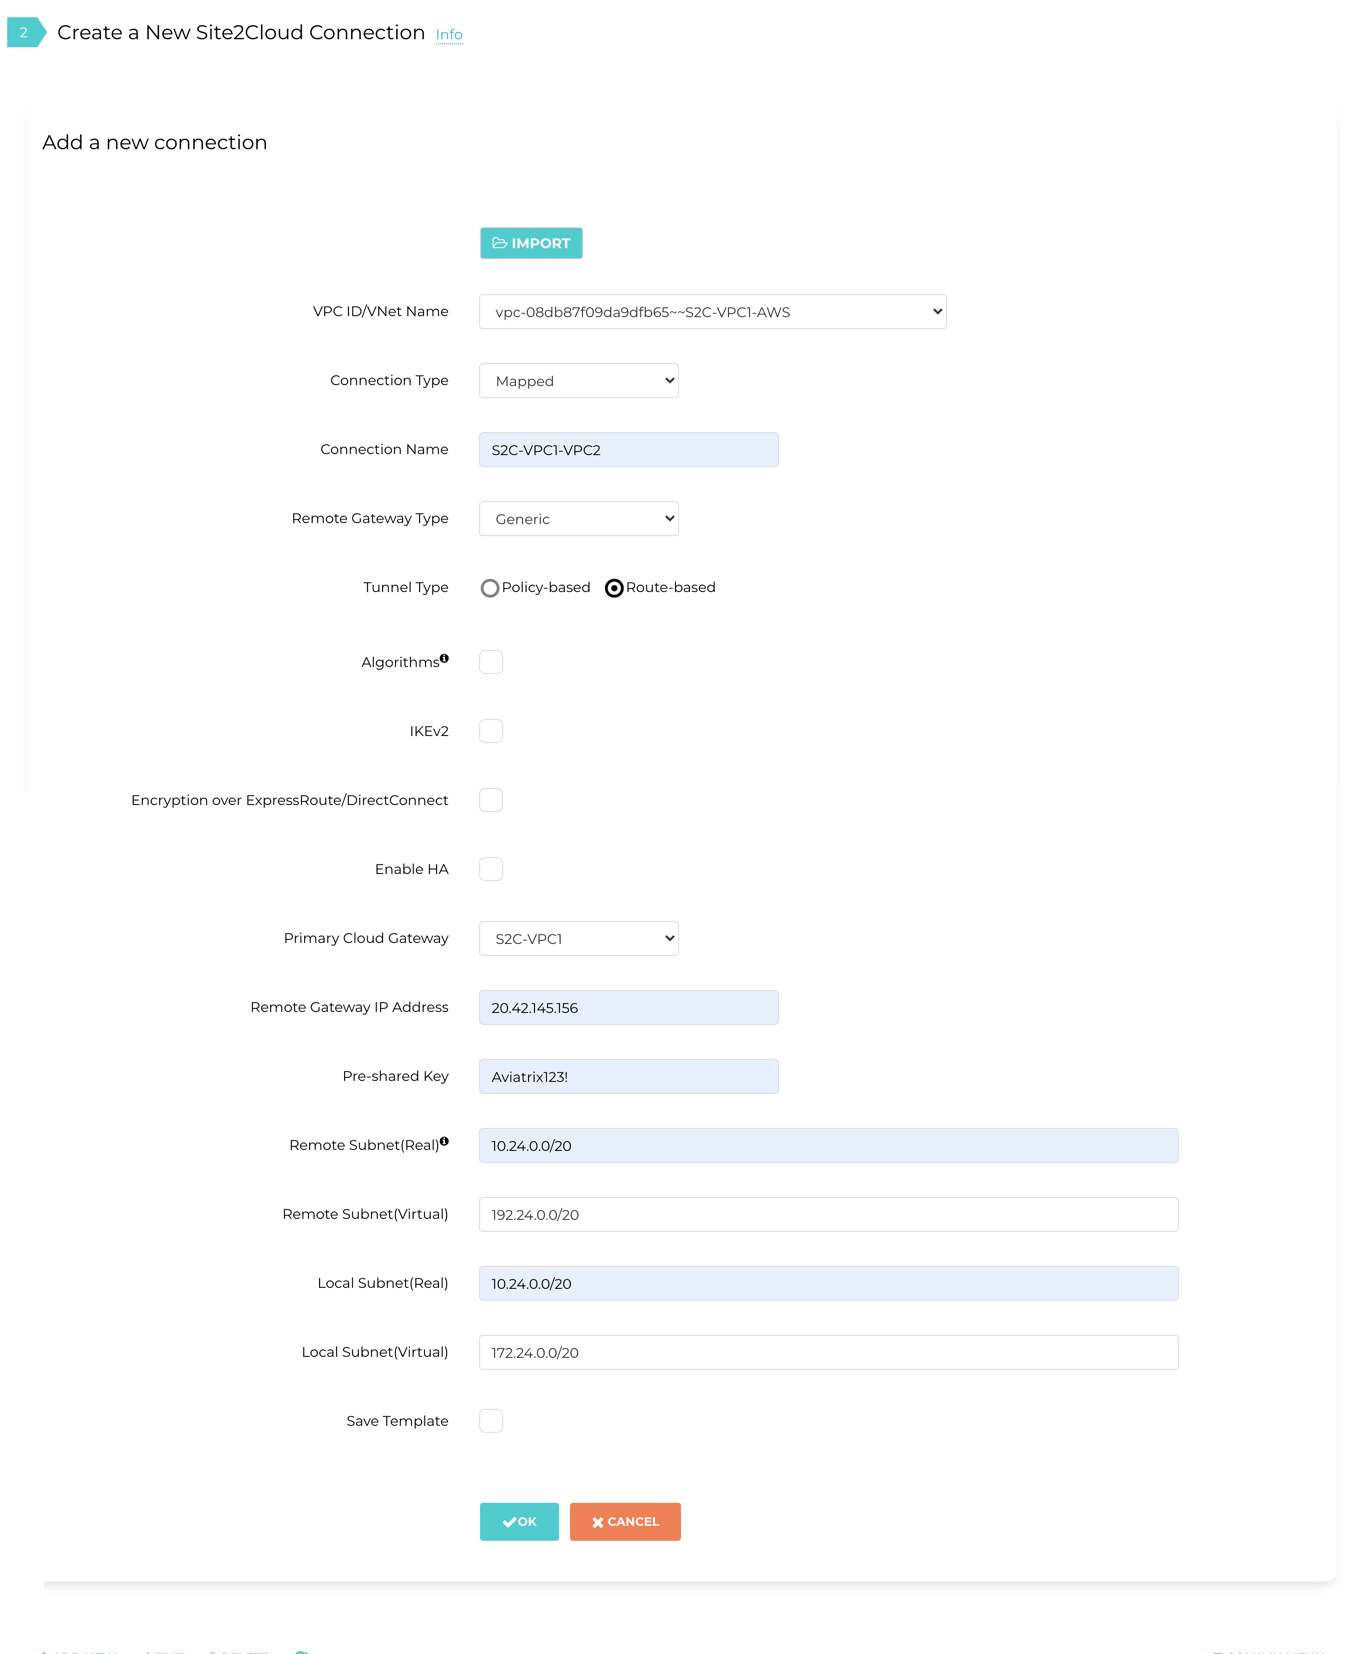 2 Create a New Site2Cloud Connection Info
Add a new connection
IMPORT
VPC ID/VNet Name vpc-08db87f09da9dfb65~~S2C-VPC1-AWS
Connection Type Mapped
Connection Name S2C-VPC1-VPC2
Remote Gateway Type Generic
Tunnel Type Policy-based Route-based
Algorithms
IKEv2
Encryption over ExpressRoute/DirectConnect
Enable HA
Primary Cloud Gateway S2C-VPC1
Remote Gateway IP Address 20.42.145.156
Pre-shared Key Aviatrix123!
Remote Subnet(Real) 10.24.0.0/20
Remote Subnet(Virtual) 192.24.0.0/20
Local Subnet(Real) 10.24.0.0/20
Local Subnet(Virtual) 172.24.0.0/20
Save Template
OK CANCEL